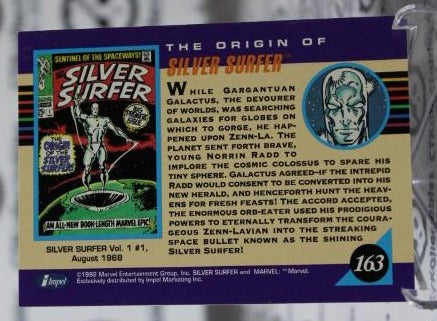 THE ORIGIN OF
SILVER SURFER™
SENTINEL OF THE SPACEWAYS!
SILVER
SURFER
THE
ORIGIN
OF THE
SILVER
SURFER!
AN ALL-NEW BOOK-LENGTH MARVEL EPIC!
SILVER SURFER Vol. 1 #1,
August 1968
WHILE GARGANTUAN
GALACTUS, THE DEVOURER
OF WORLDS, WAS SEARCHING
GALAXIES FOR GLOBES ON
WHICH TO GORGE, HE HAP-
PENED UPON ZENN-LA. THE
PLANET SENT FORTH BRAVE,
YOUNG NORRIN RADD TO
IMPLORE THE COSMIC COLOSSUS TO SPARE HIS
TINY SPHERE. GALACTUS AGREED—IF THE INTREPID
RADD WOULD CONSENT TO BE CONVERTED INTO HIS
NEW HERALD, AND HENCEFORTH HUNT THE HEAV-
ENS FOR FRESH FEASTS! THE ACCORD ACCEPTED,
THE ENORMOUS ORB-EATER USED HIS PRODIGIOUS
POWERS TO ETERNALLY TRANSFORM THE COURA-
GEOUS ZENN-LAVIAN INTO THE STREAKING
SPACE BULLET KNOWN AS THE SHINING
SILVER SURFER!
163
Impel
©1992 Marvel Entertainment Group, Inc. SILVER SURFER and MARVEL: ™ Marvel.
Exclusively distributed by Impel Marketing Inc.